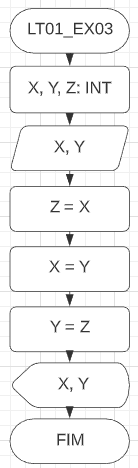 LT01_EX03
X, Y, Z: INT
X, Y
Z = X
X = Y
Y = Z
X, Y
FIM